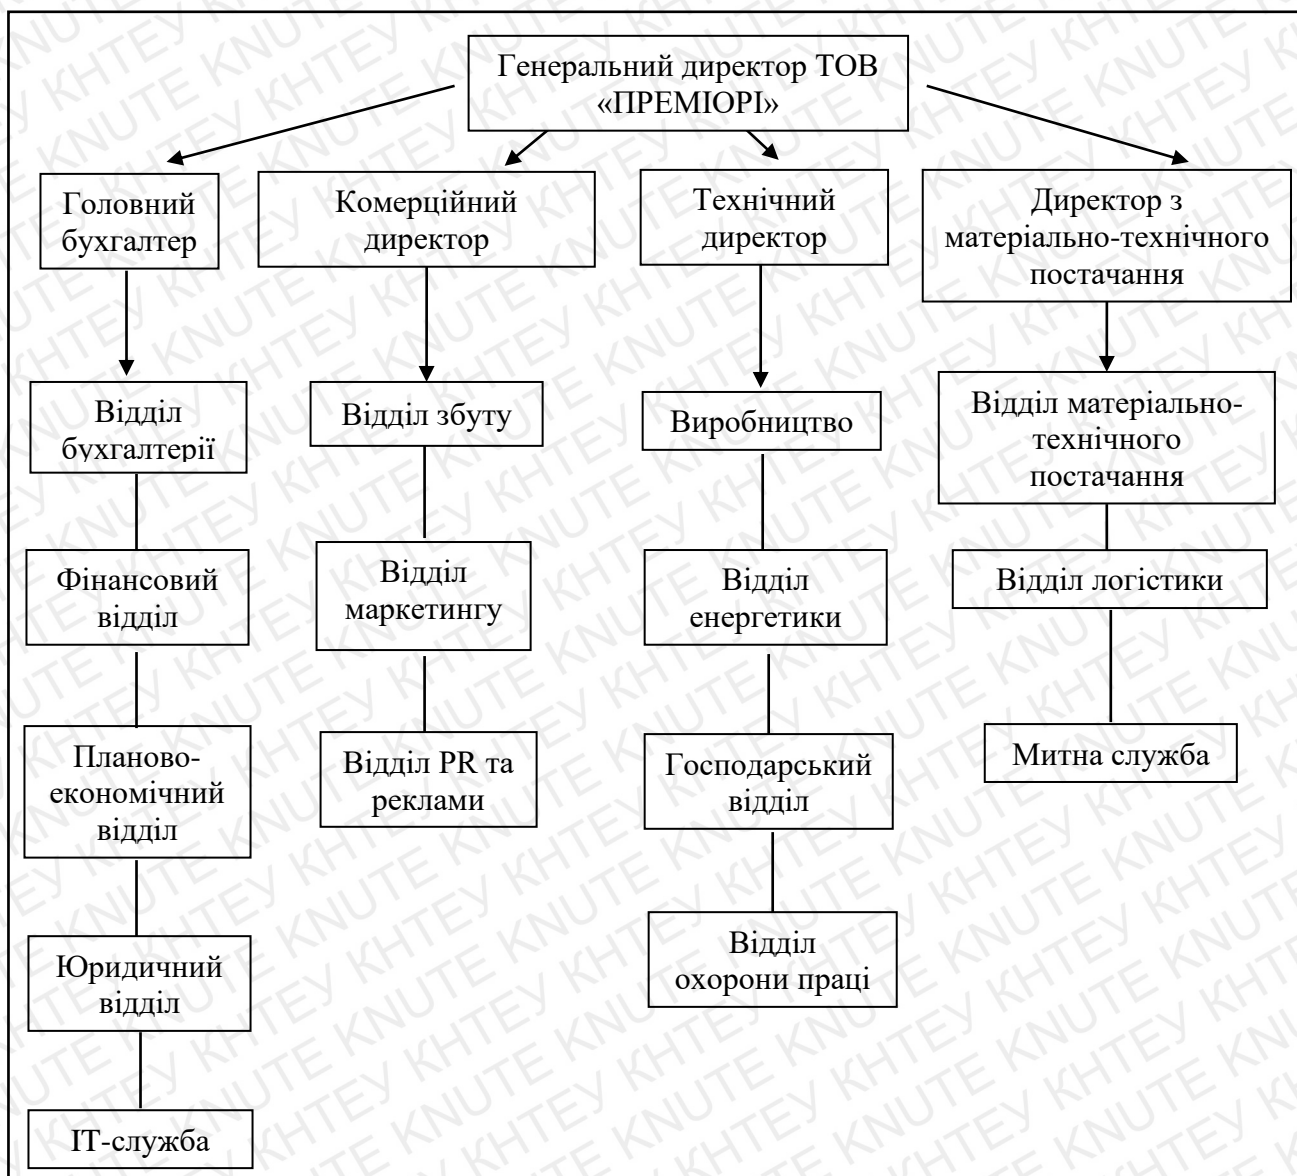 Генеральний директор ТОВ
«ПРЕМІОРІ»
Головний
бухгалтер
Комерційний
директор
Технічний
директор
Директор з
матеріально-технічного
постачання
Відділ
бухгалтерії
Відділ збуту
Виробництво
Відділ матеріально-
технічного
постачання
Фінансовий
відділ
Відділ
маркетингу
Відділ
енергетики
Відділ логістики
Планово-
економічний
відділ
Відділ PR та
реклами
Господарський
відділ
Митна служба
Юридичний
відділ
Відділ
охорони праці
ІТ-служба
KNUTE КНТЕУ